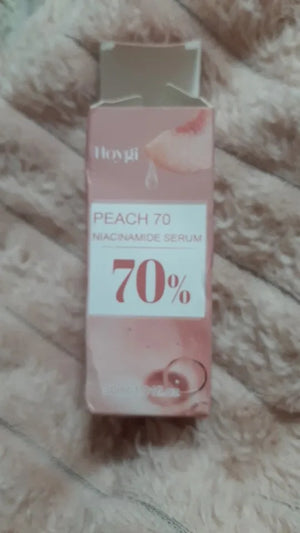 Hoygi
PEACH 70
NIACINAMIDE SERUM
70%